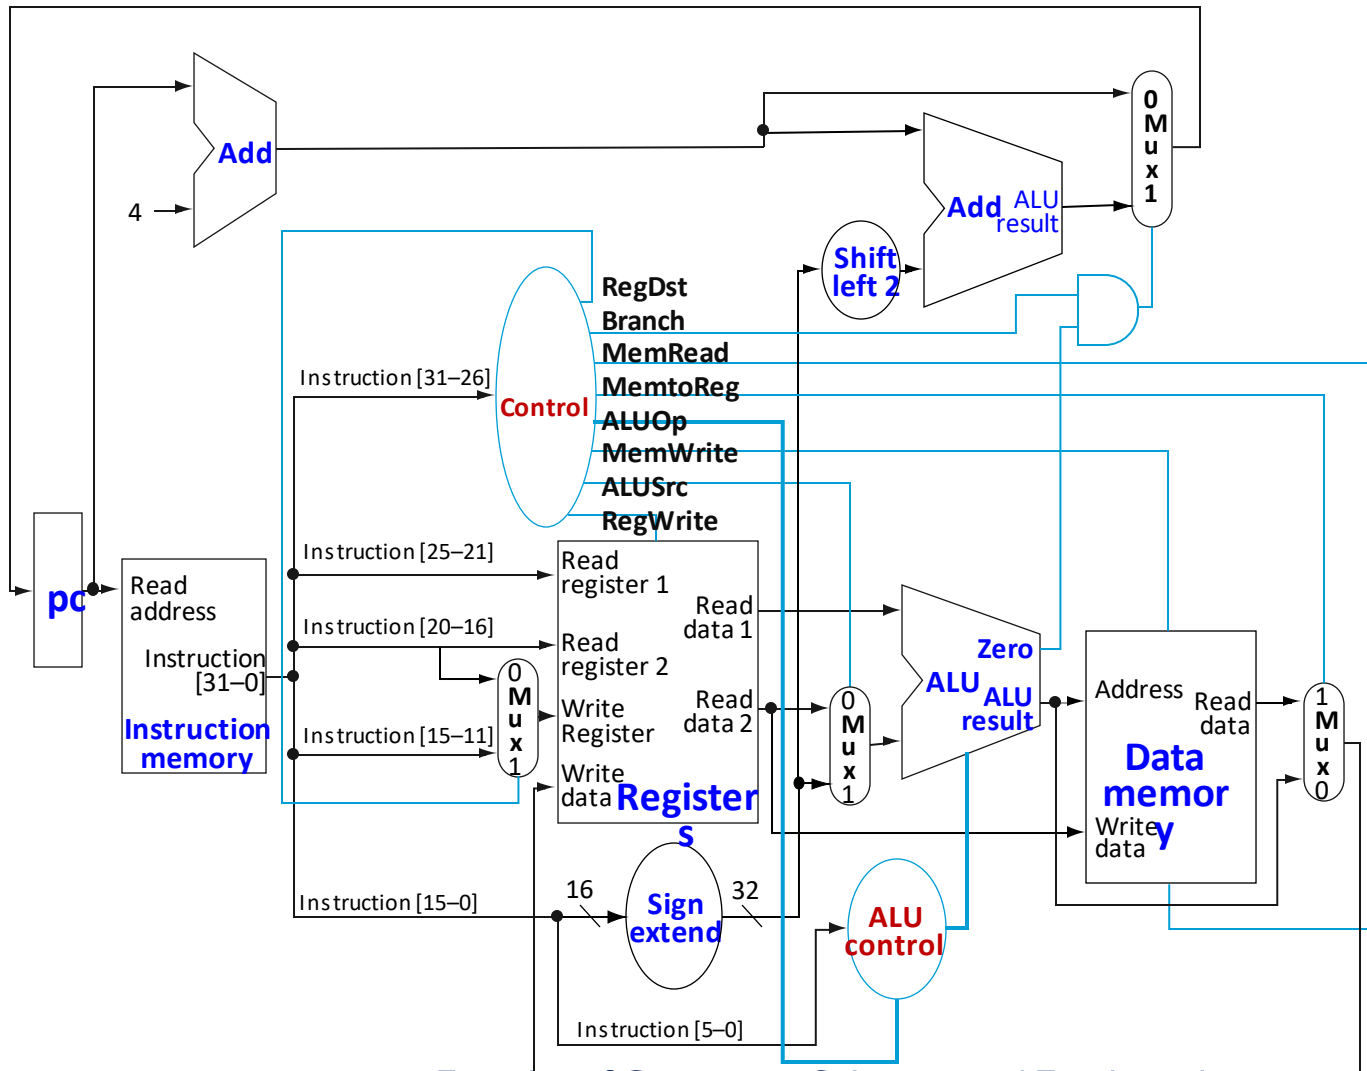 0
M
u
x
1
Add
4
Add
ALU
result
Shift
left 2
RegDst
Branch
MemRead
MemtoReg
ALUOp
MemWrite
ALUSrc
RegWrite
Instruction [31–26]
Control
pc
Read
address
Instruction
[31–0]
Instruction
memory
Instruction [25–21]
Instruction [20–16]
Instruction [15–11]
0
M
u
x
1
Read
register 1
Read
register 2
Write
Register
Write
data
Read
data 1
Read
data 2
Register
s
0
M
u
x
1
Zero
ALU
ALU
result
Address
Read
data
Data
memor
y
Write
data
1
M
u
x
0
Instruction [15–0]
16
Sign
extend
32
ALU
control
Instruction [5–0]